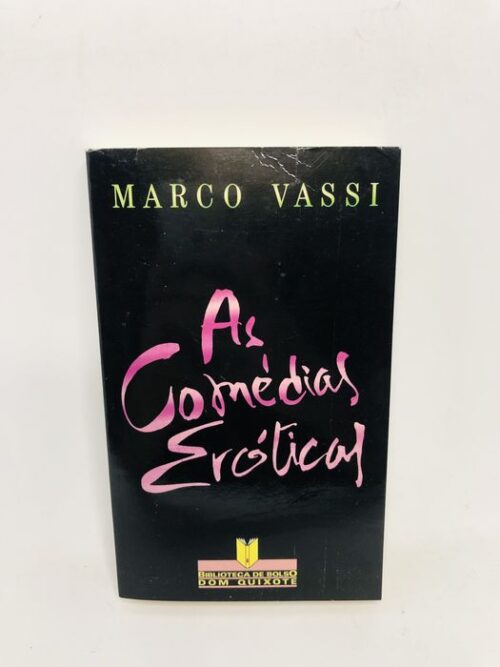 MARCO VASSI
As
Comédias
Eróticas
BIBLIOTECA DE BOLSO
DOM QUIXOTE